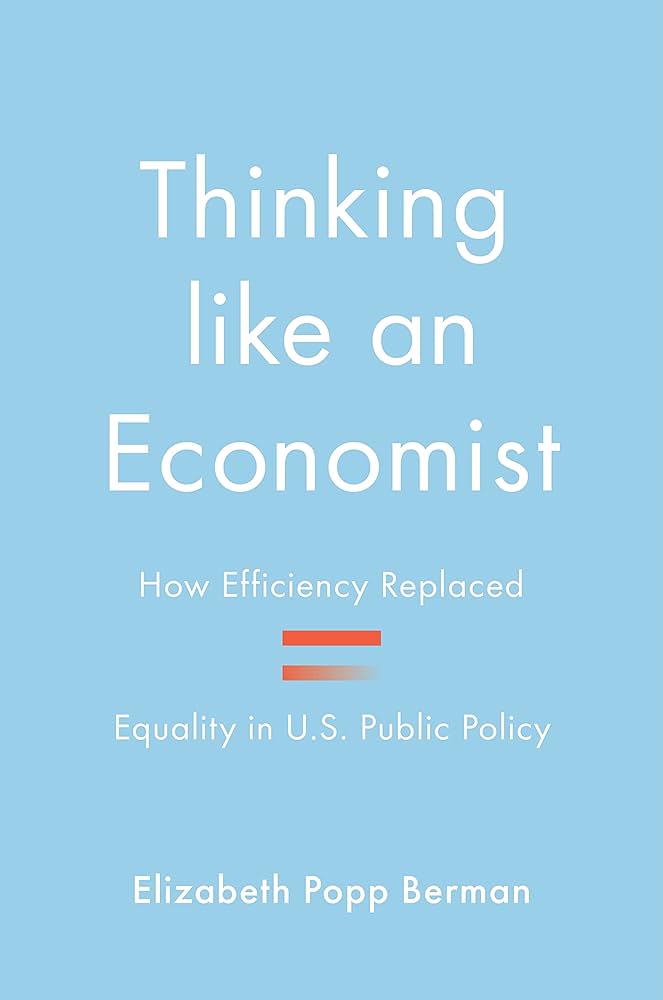 Thinking
like an
Economist
How Efficiency Replaced
Equality in U.S. Public Policy
Elizabeth Popp Berman